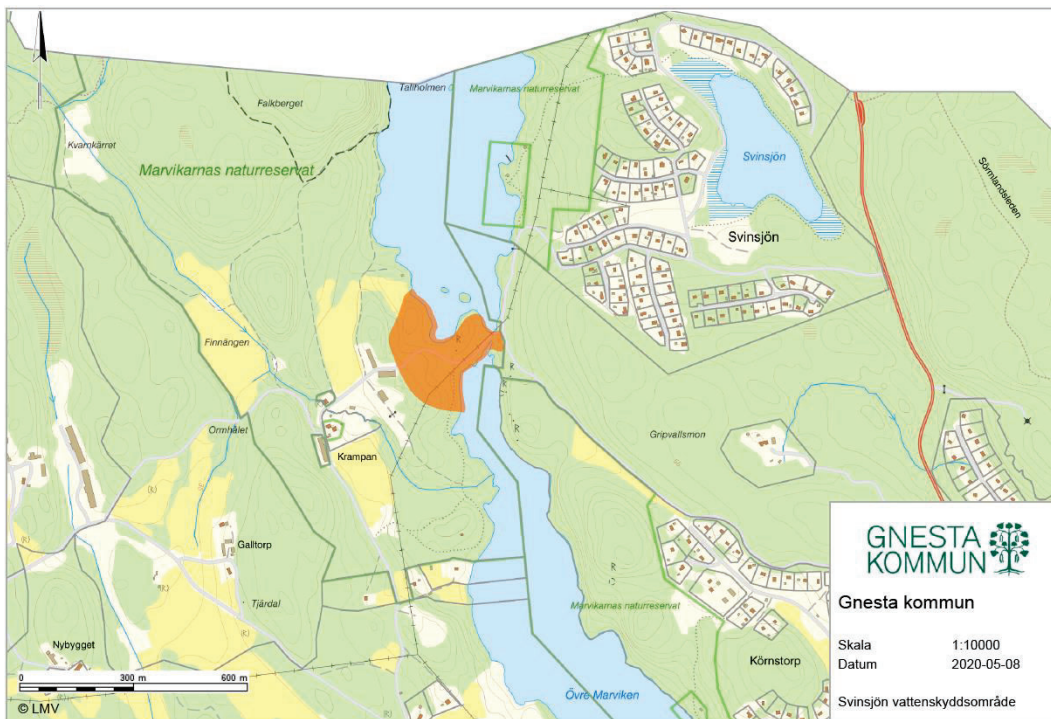 Tallholmen
Marvikarnas naturreservat
Falkberget
Kvarnkärret
Marvikarnas naturreservat
Svinsjön
Sörmlandsleden
Svinsjön
Finnängen
Ormhålet
Krampan
Gripvallsmon
Galltorp
Tjärdal
Marvikarnas naturreservat
Nybygget
Körnstorp
Övre Marviken
0 300 m 600 m
© LMV
GNESTA
KOMMUN
Gnesta kommun
Skala 1:10000
Datum 2020-05-08
Svinsjön vattenskyddsområde